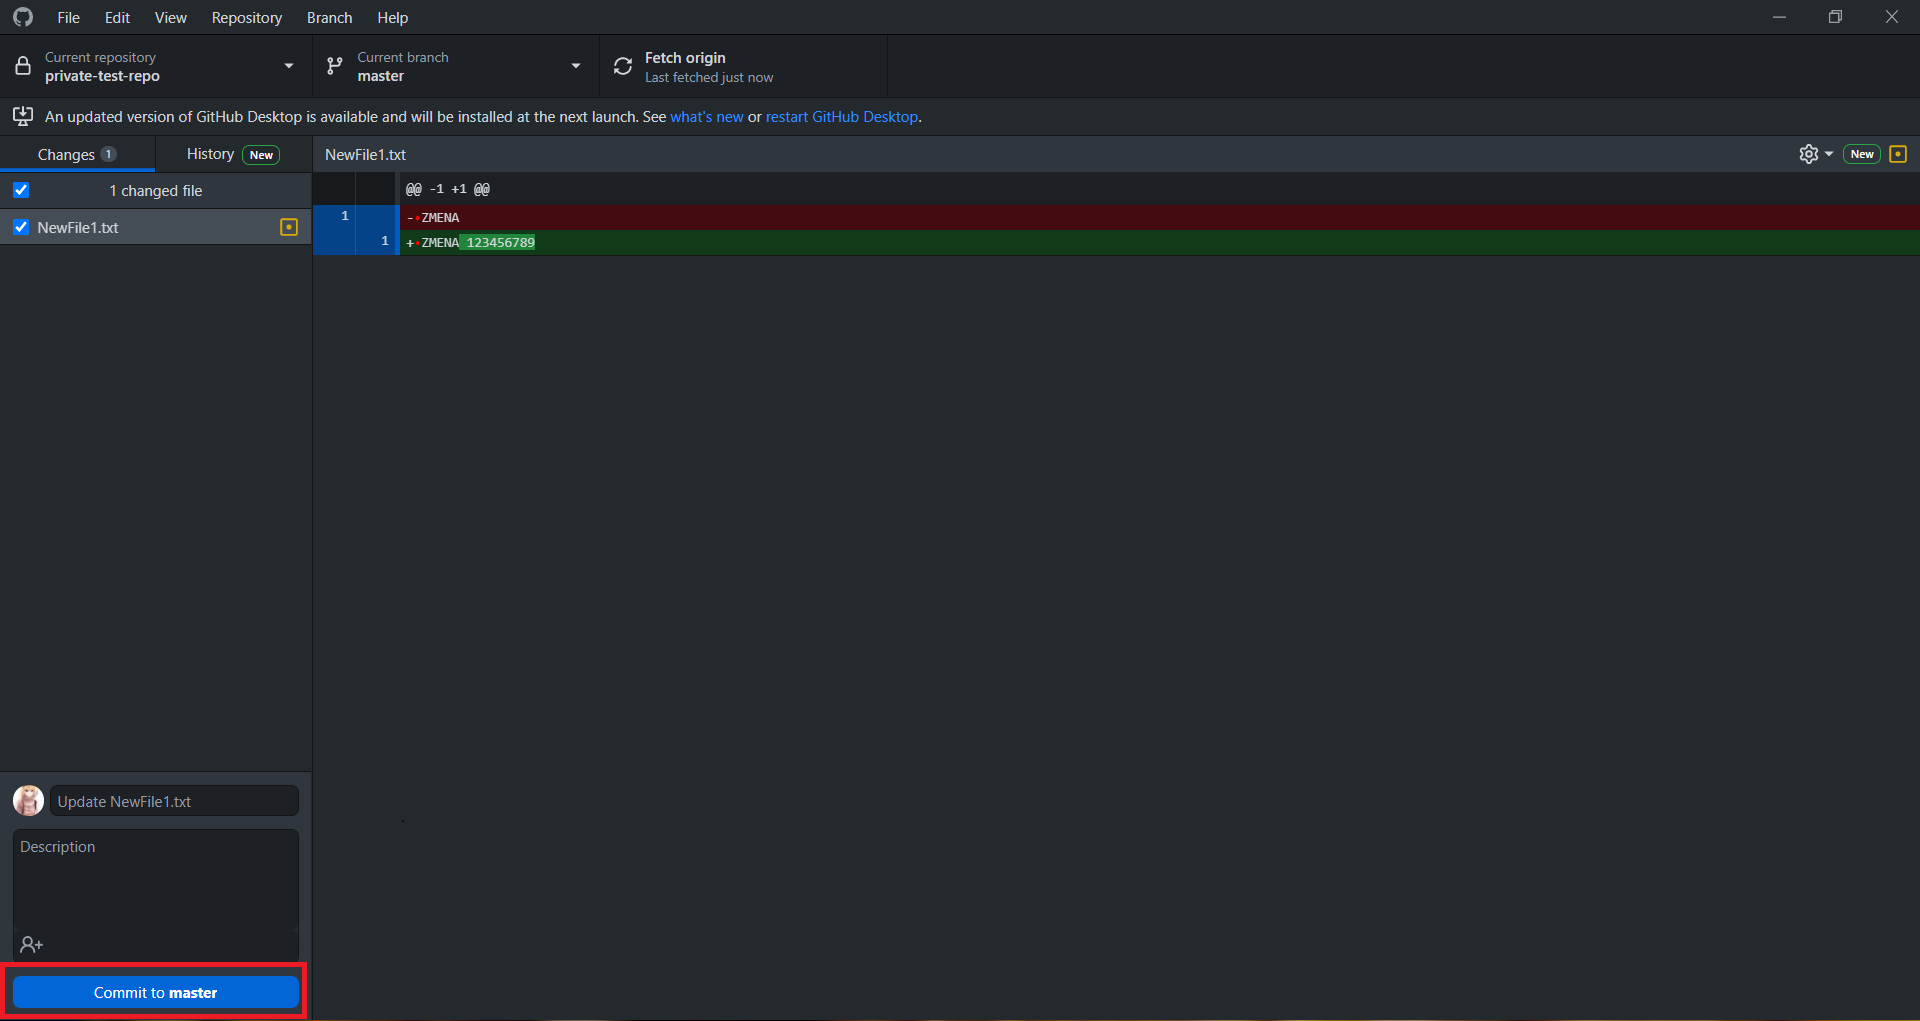 File Edit View Repository Branch Help
Current repository
private-test-repo
Current branch
master
Fetch origin
Last fetched just now
An updated version of GitHub Desktop is available and will be installed at the next launch. See what's new or restart GitHub Desktop.
Changes 1
History New
NewFile1.txt
New
1 changed file
NewFile1.txt
@@ -1 +1 @@
1 - ZMENA
1 + ZMENA 123456789
Update NewFile1.txt
Description
Commit to master